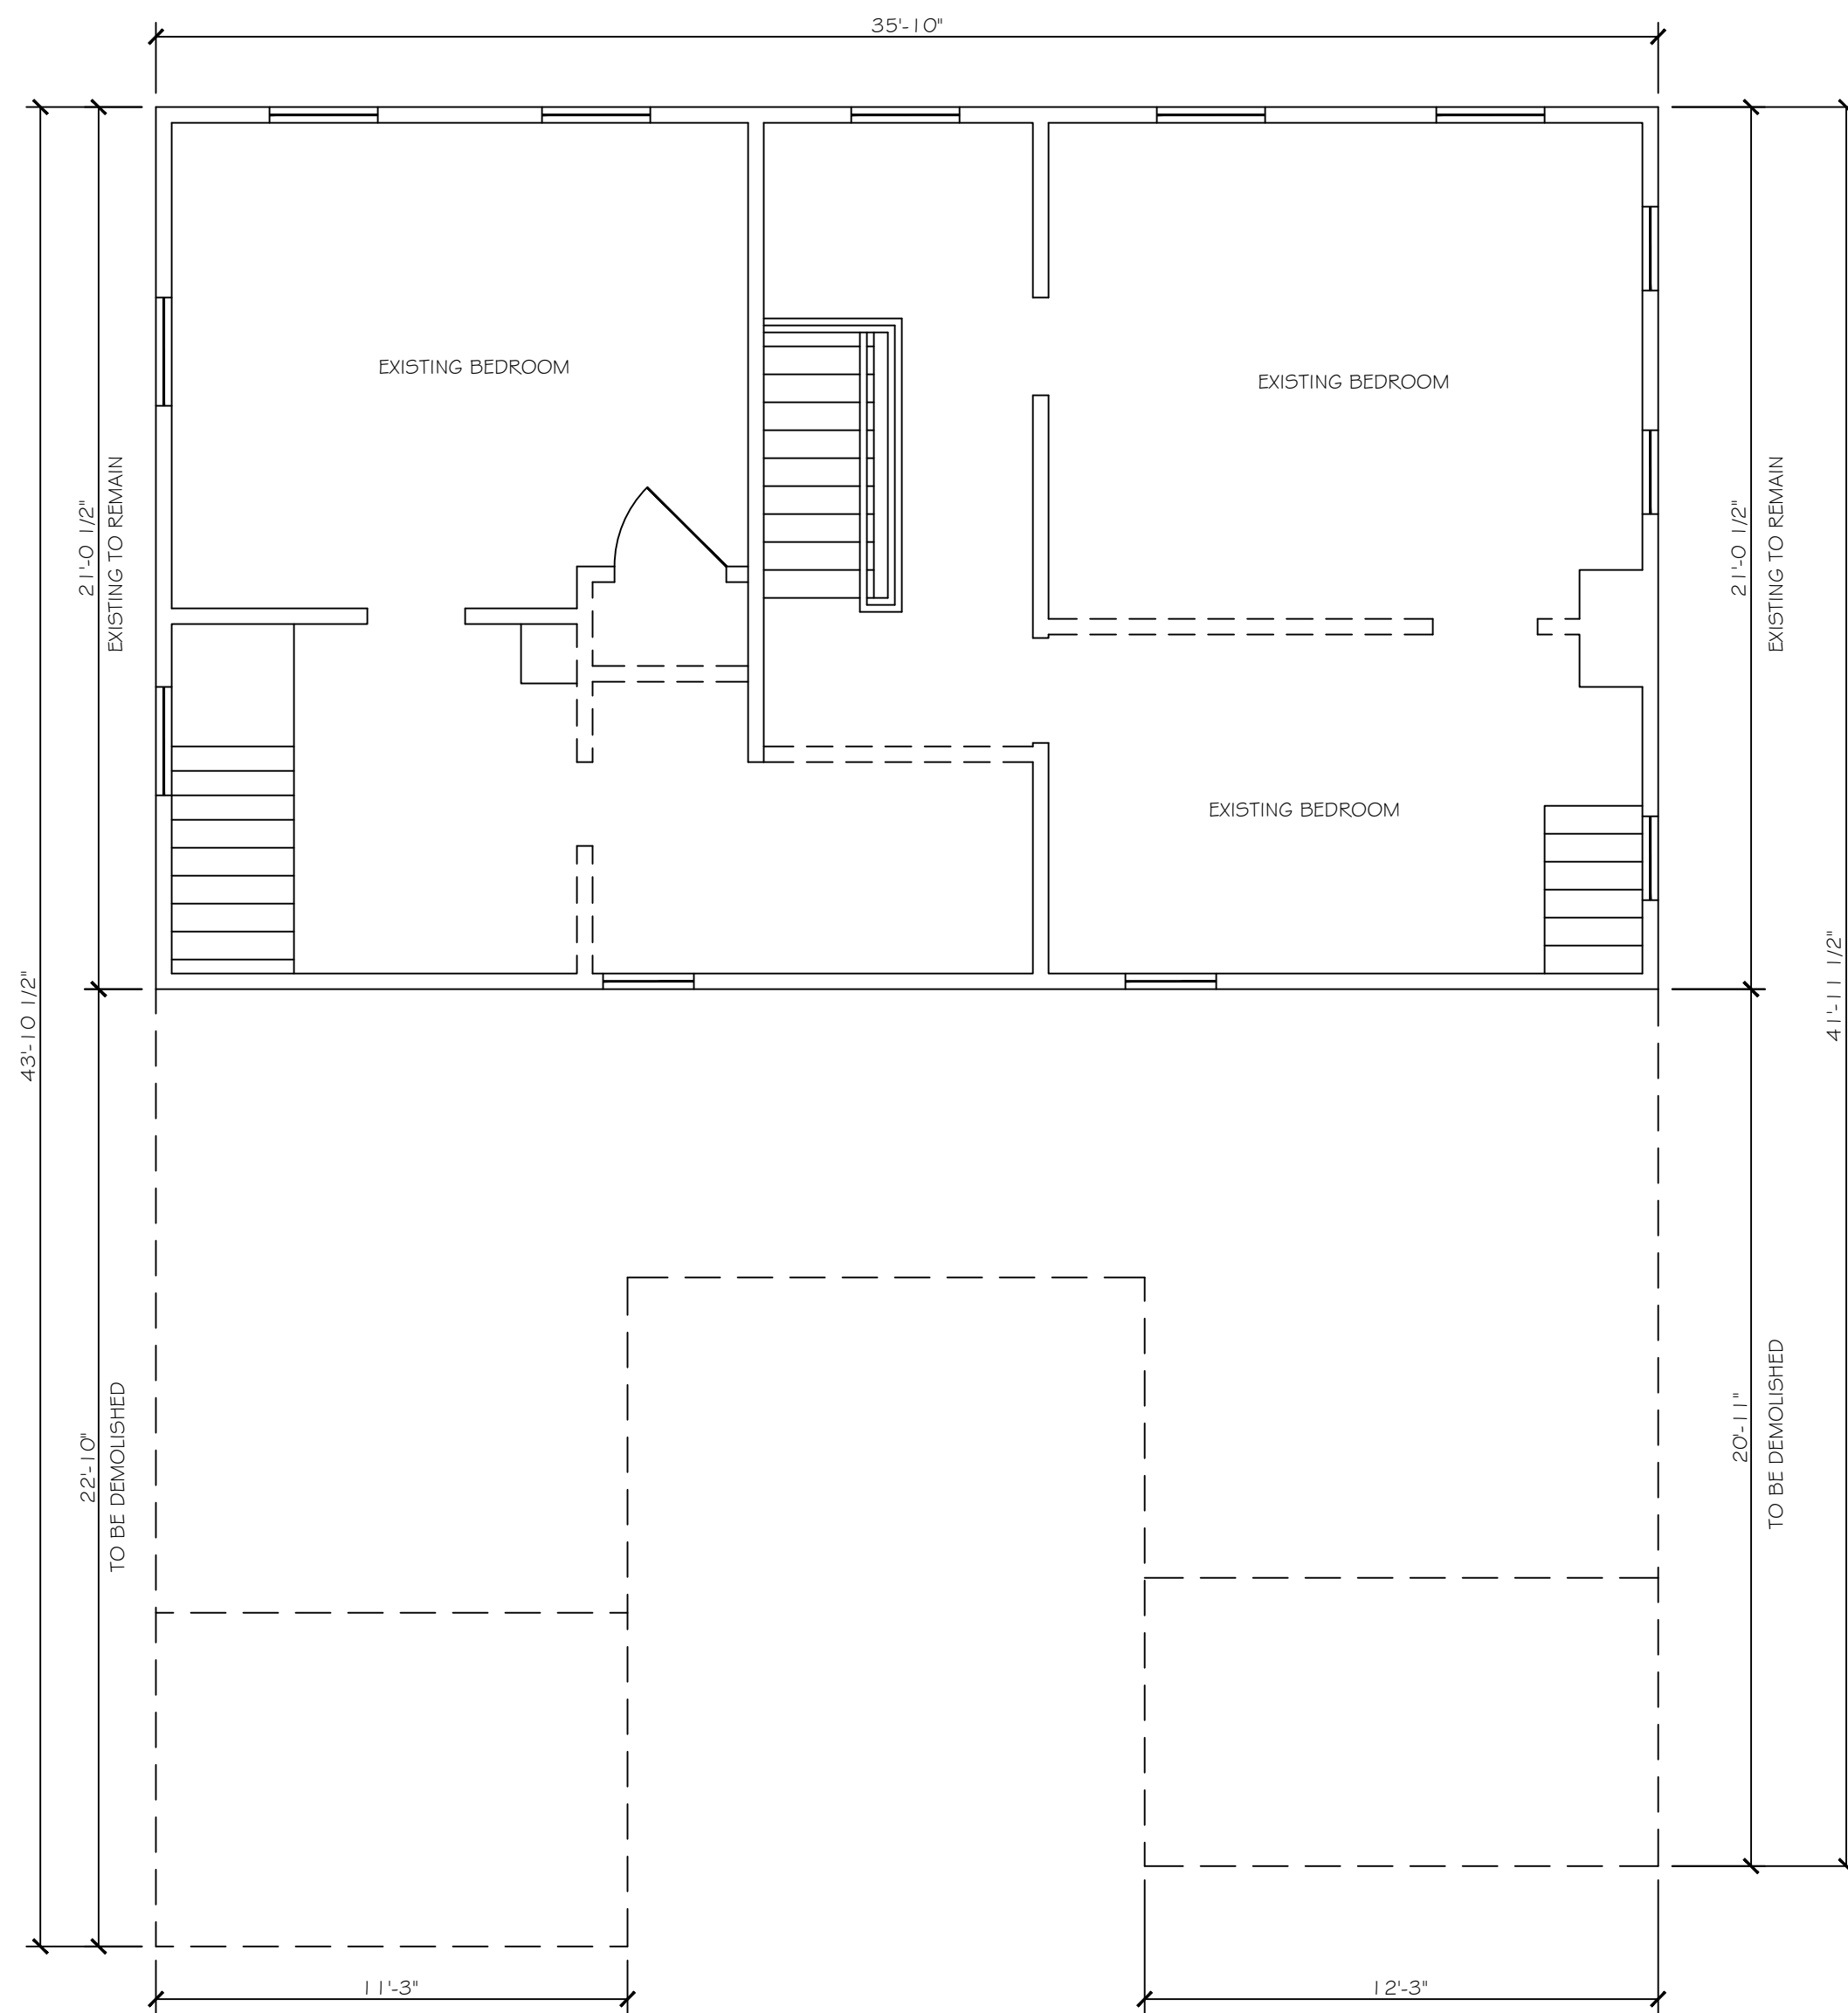 35'-10"
EXISTING BEDROOM
EXISTING BEDROOM
21'-0 1/2"
EXISTING TO REMAIN
21'-0 1/2"
EXISTING TO REMAIN
EXISTING BEDROOM
43'-10 1/2"
41'-11 1/2"
22'-10"
TO BE DEMOLISHED
20'-11"
TO BE DEMOLISHED
11'-3"
12'-3"